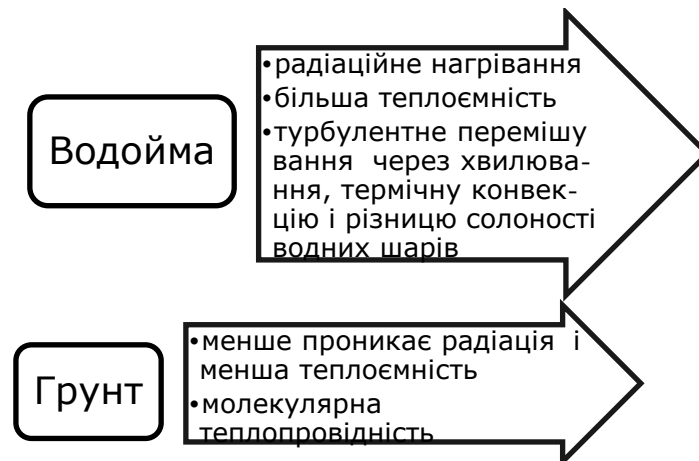 Водойма
•радіаційне нагрівання
•більша теплоємність
•турбулентне перемішу
вання через хвилюва-
ння, термічну конвек-
цію і різницю солоності
водних шарів
Грунт
•менше проникає радіація і
менша теплоємність
•молекулярна
теплопровідність